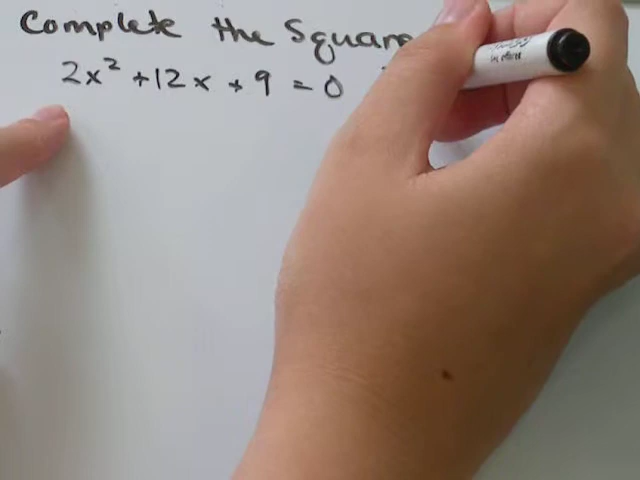 Complete the Square
2x² +12x + 9 = 0